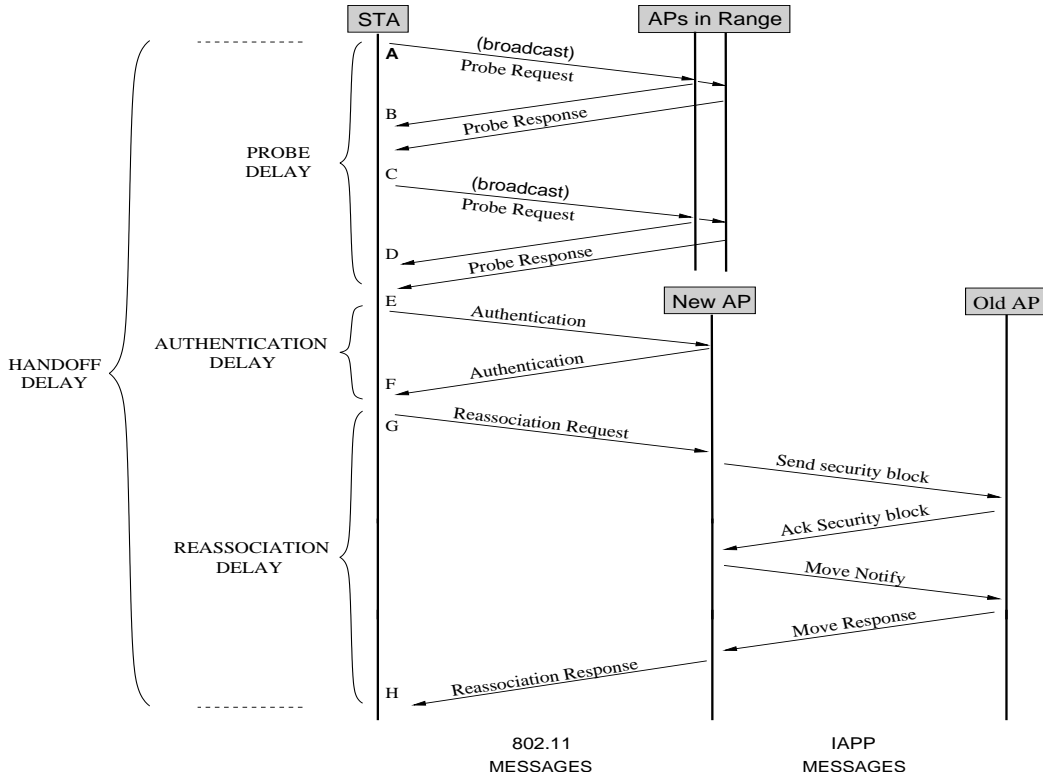 STA
APs in Range
A
(broadcast)
Probe Request
B
Probe Response
PROBE
DELAY
C
(broadcast)
Probe Request
D
Probe Response
E
New AP
Old AP
Authentication
AUTHENTICATION
DELAY
HANDOFF
DELAY
Authentication
F
G
Reassociation Request
Send security block
Ack Security block
REASSOCIATION
DELAY
Move Notify
Move Response
Reassociation Response
H
802.11
MESSAGES
IAPP
MESSAGES